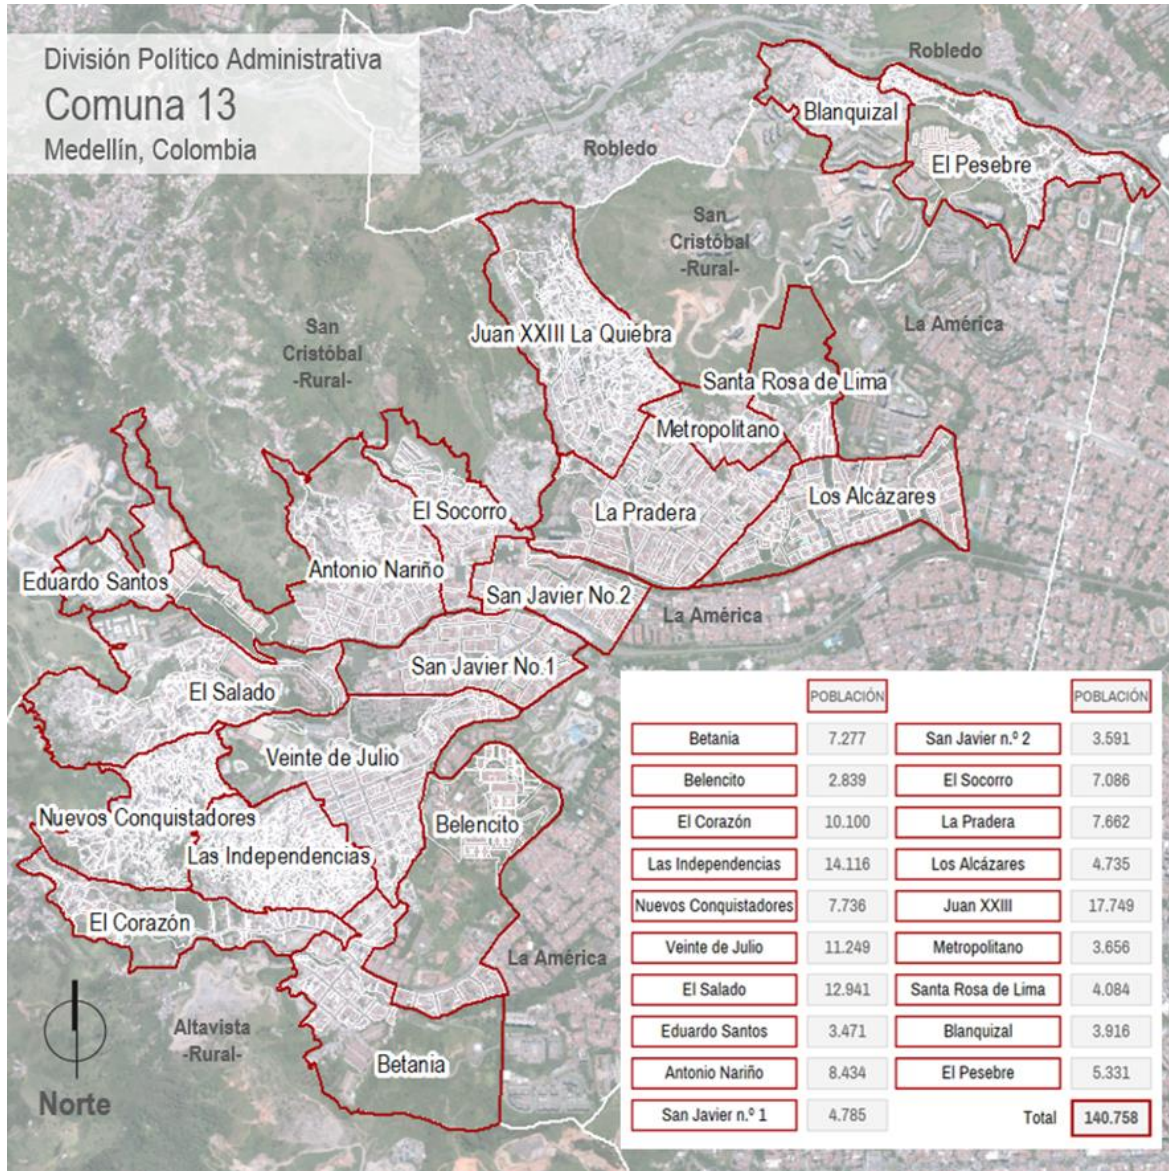 División Político Administrativa
Comuna 13
Medellín, Colombia
Robledo
Blanquizal
Robledo
El Pesebre
San
Cristóbal
-Rural-
Juan XXIII La Quiebra
La América
San
Cristóbal
-Rural-
Santa Rosa de Lima
Metropolitano
Los Alcázares
El Socorro
La Pradera
Antonio Nariño
Eduardo Santos
San Javier No.2
La América
San Javier No.1
El Salado
Veinte de Julio
Nuevos Conquistadores
Belencito
Las Independencias
El Corazón
La América
Altavista
-Rural-
Betania
Norte
POBLACIÓN POBLACIÓN
Betania 7.277 San Javier n.º 2 3.591
Belencito 2.839 El Socorro 7.086
El Corazón 10.100 La Pradera 7.662
Las Independencias 14.116 Los Alcázares 4.735
Nuevos Conquistadores 7.736 Juan XXIII 17.749
Veinte de Julio 11.249 Metropolitano 3.656
El Salado 12.941 Santa Rosa de Lima 4.084
Eduardo Santos 3.471 Blanquizal 3.916
Antonio Nariño 8.434 El Pesebre 5.331
San Javier n.º 1 4.785 Total 140.758